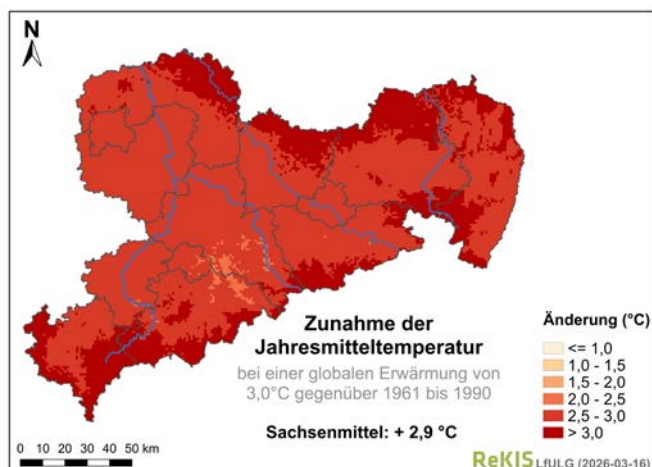 N
Zunahme der
Jahresmitteltemperatur
bei einer globalen Erwärmung von
3,0°C gegenüber 1961 bis 1990
Sachsenmittel: + 2,9 °C
Änderung (°C)
<= 1,0
1,0 - 1,5
1,5 - 2,0
2,0 - 2,5
2,5 - 3,0
> 3,0
0 10 20 30 40 50 km
ReKIS LfULG (2026-03-16)